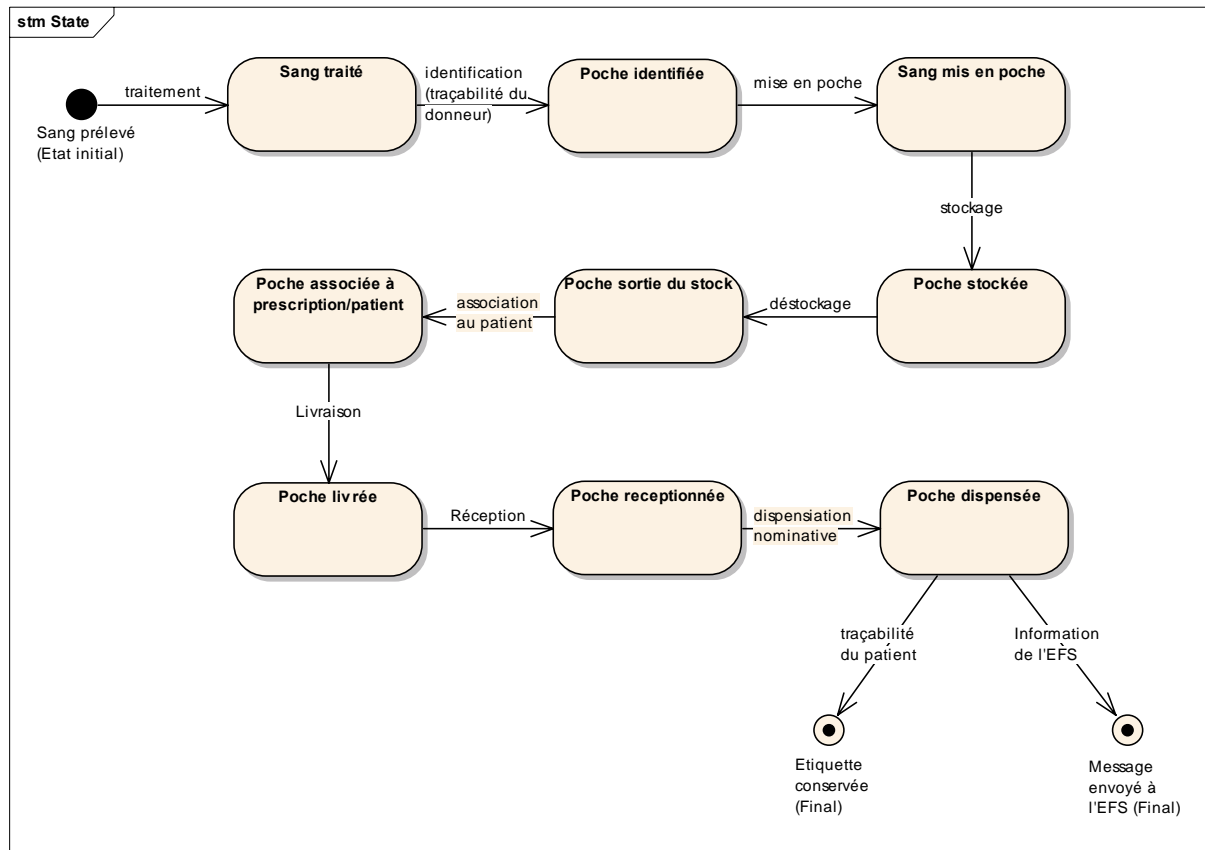 stm State
Sang traité
identification
(traçabilité du
donneur)
Poche identifiée
mise en poche
Sang mis en poche
traitement
Sang prélevé
(Etat initial)
stockage
Poche associée à
prescription/patient
association
au patient
Poche sortie du stock
déstockage
Poche stockée
Livraison
Poche livrée
Réception
Poche receptionnée
dispensiation
nominative
Poche dispensée
traçabilité
du patient
Information
de l'EFS
Etiquette
conservée
(Final)
Message
envoyé à
l'EFS (Final)